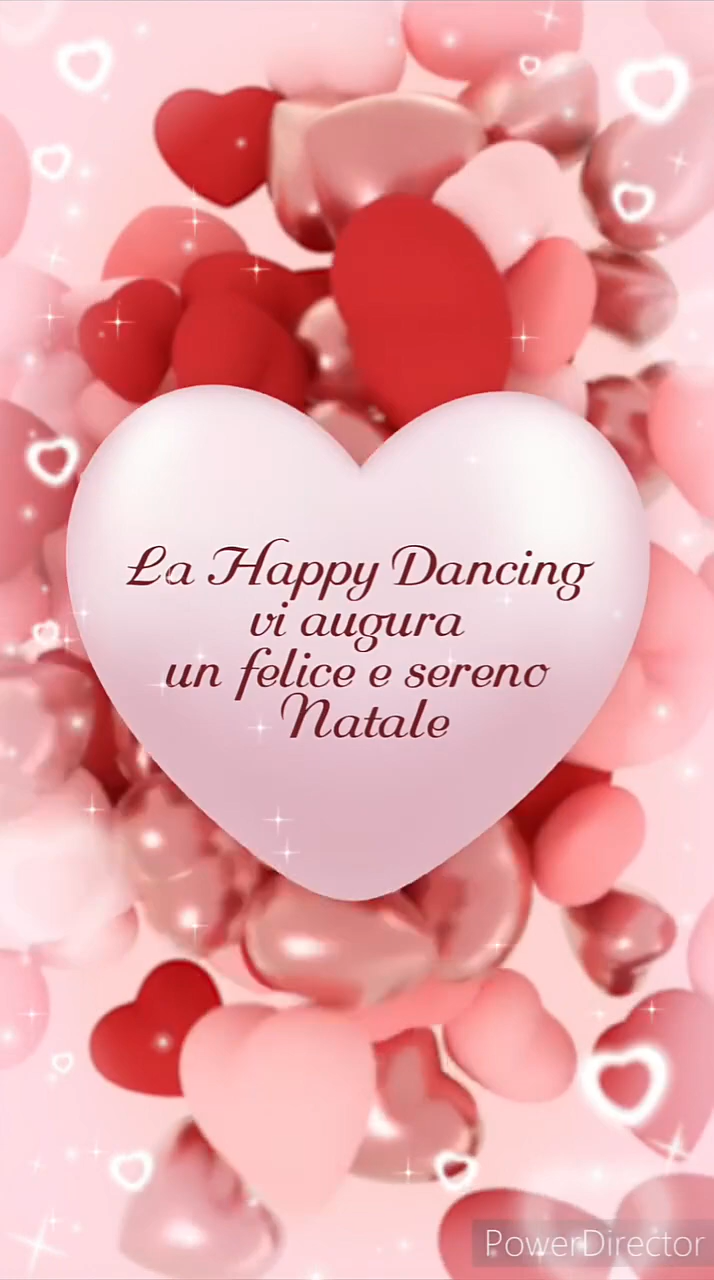 La Happy Dancing
vi augura
un felice e sereno
Natale
PowerDirector